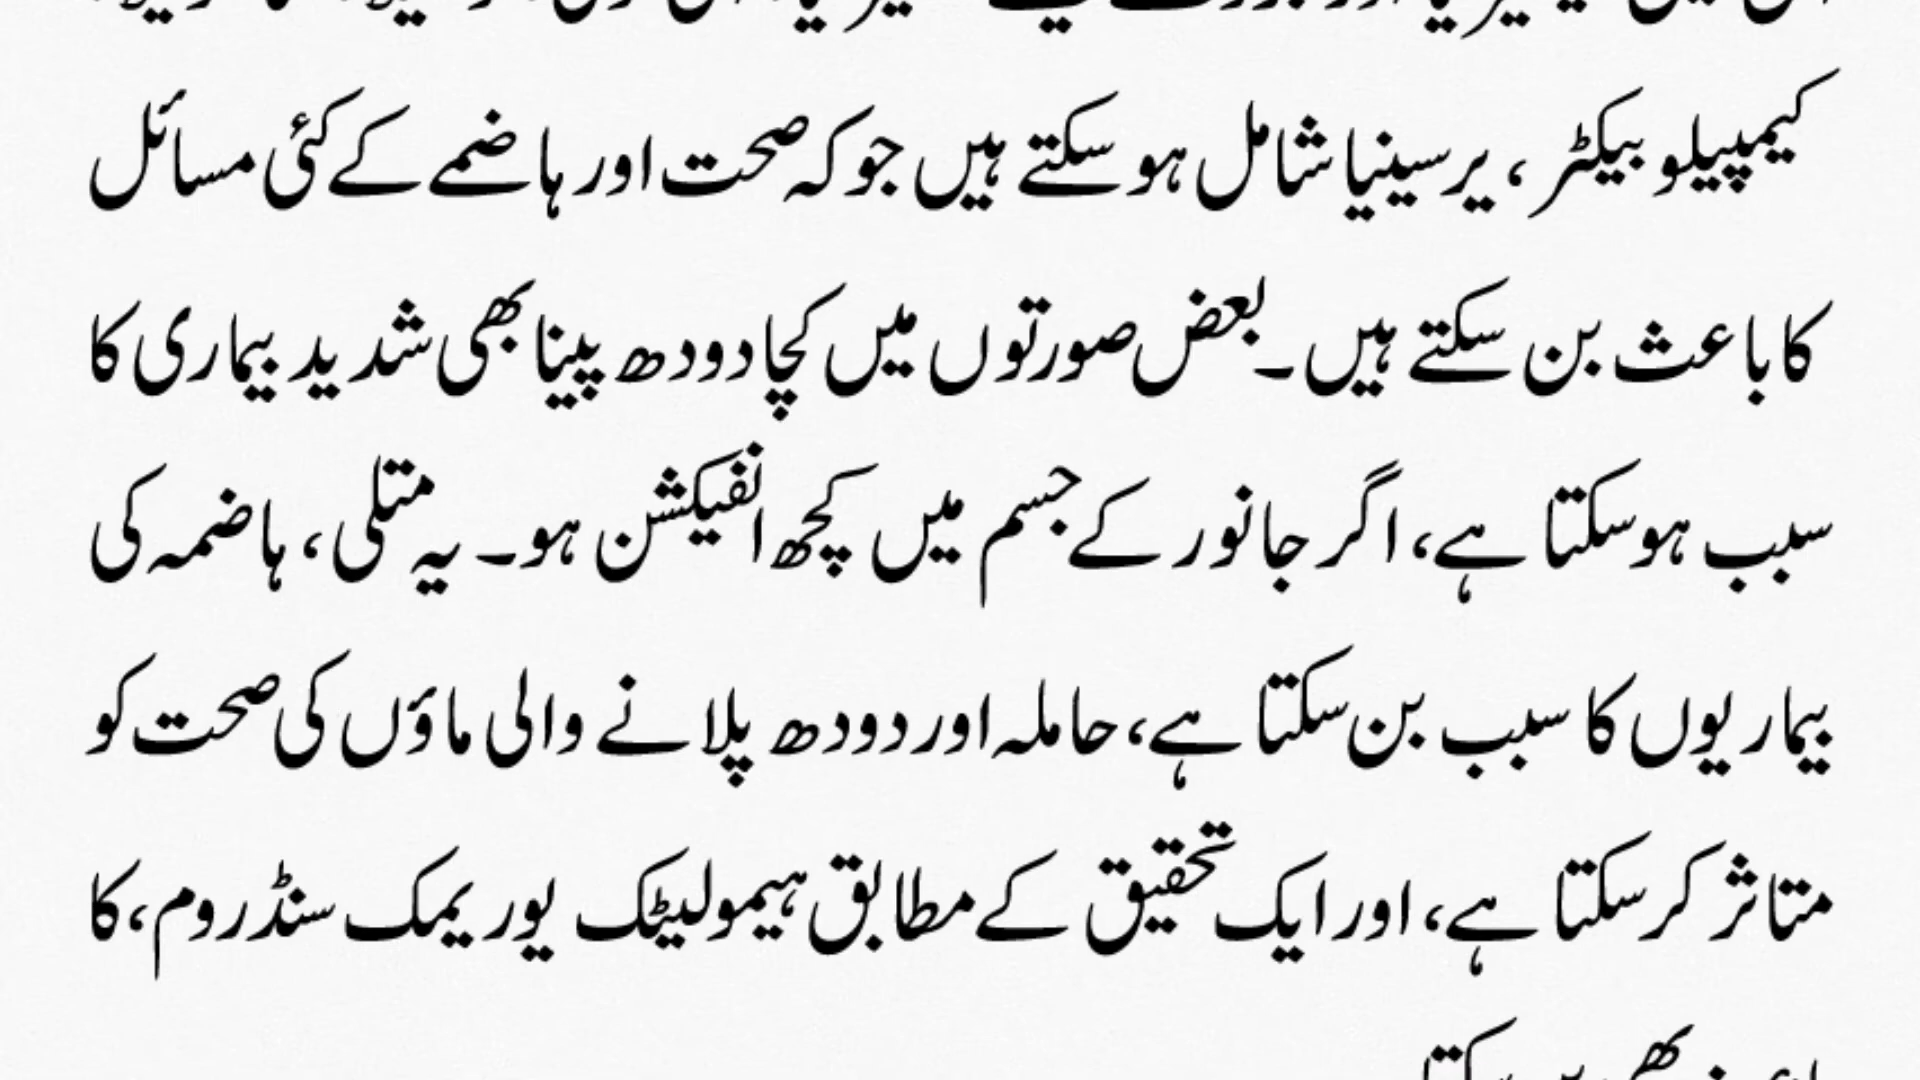 کیمپیلو بیکٹر ، یرسینیا شامل ہو سکتے ہیں جو کہ صحت اور ہاضمے کے کئی مسائل
کا باعث بن سکتے ہیں۔ بعض صورتوں میں کچا دودھ پینا بھی شدید بیماری کا
سبب ہو سکتا ہے، اگر جانور کے جسم میں کچھ انفیکشن ہو۔ یہ متلی، ہاضمہ کی
بیماریوں کا سبب بن سکتا ہے، حاملہ اور دودھ پلانے والی ماؤں کی صحت کو
متاثر کر سکتا ہے، اور ایک تحقیق کے مطابق ہیمولیٹک یوریمک سنڈروم، کا